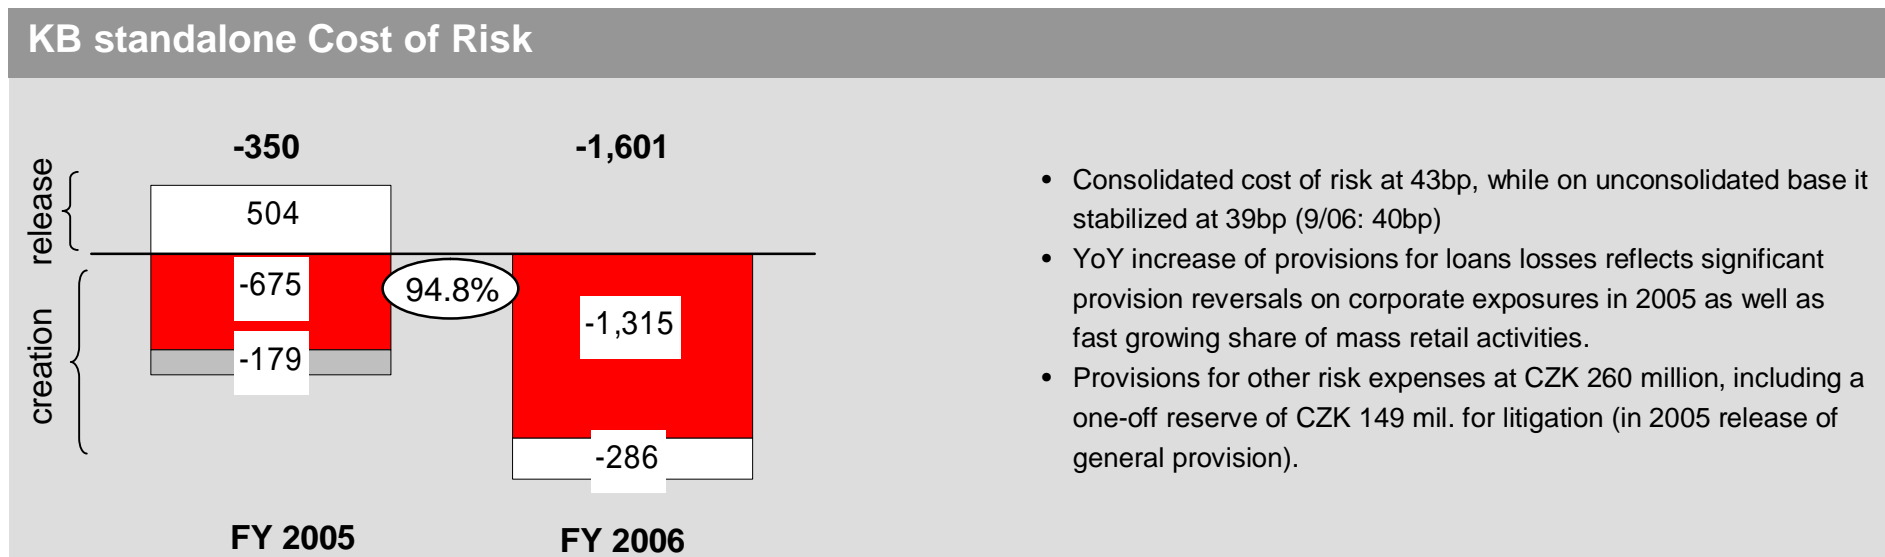 KB standalone Cost of Risk
-350
-1,601
release
504
creation
-675
94.8%
-1,315
-179
-286
FY 2005
FY 2006
• Consolidated cost of risk at 43bp, while on unconsolidated base it
stabilized at 39bp (9/06: 40bp)
• YoY increase of provisions for loans losses reflects significant
provision reversals on corporate exposures in 2005 as well as
fast growing share of mass retail activities.
• Provisions for other risk expenses at CZK 260 million, including a
one-off reserve of CZK 149 mil. for litigation (in 2005 release of
general provision).